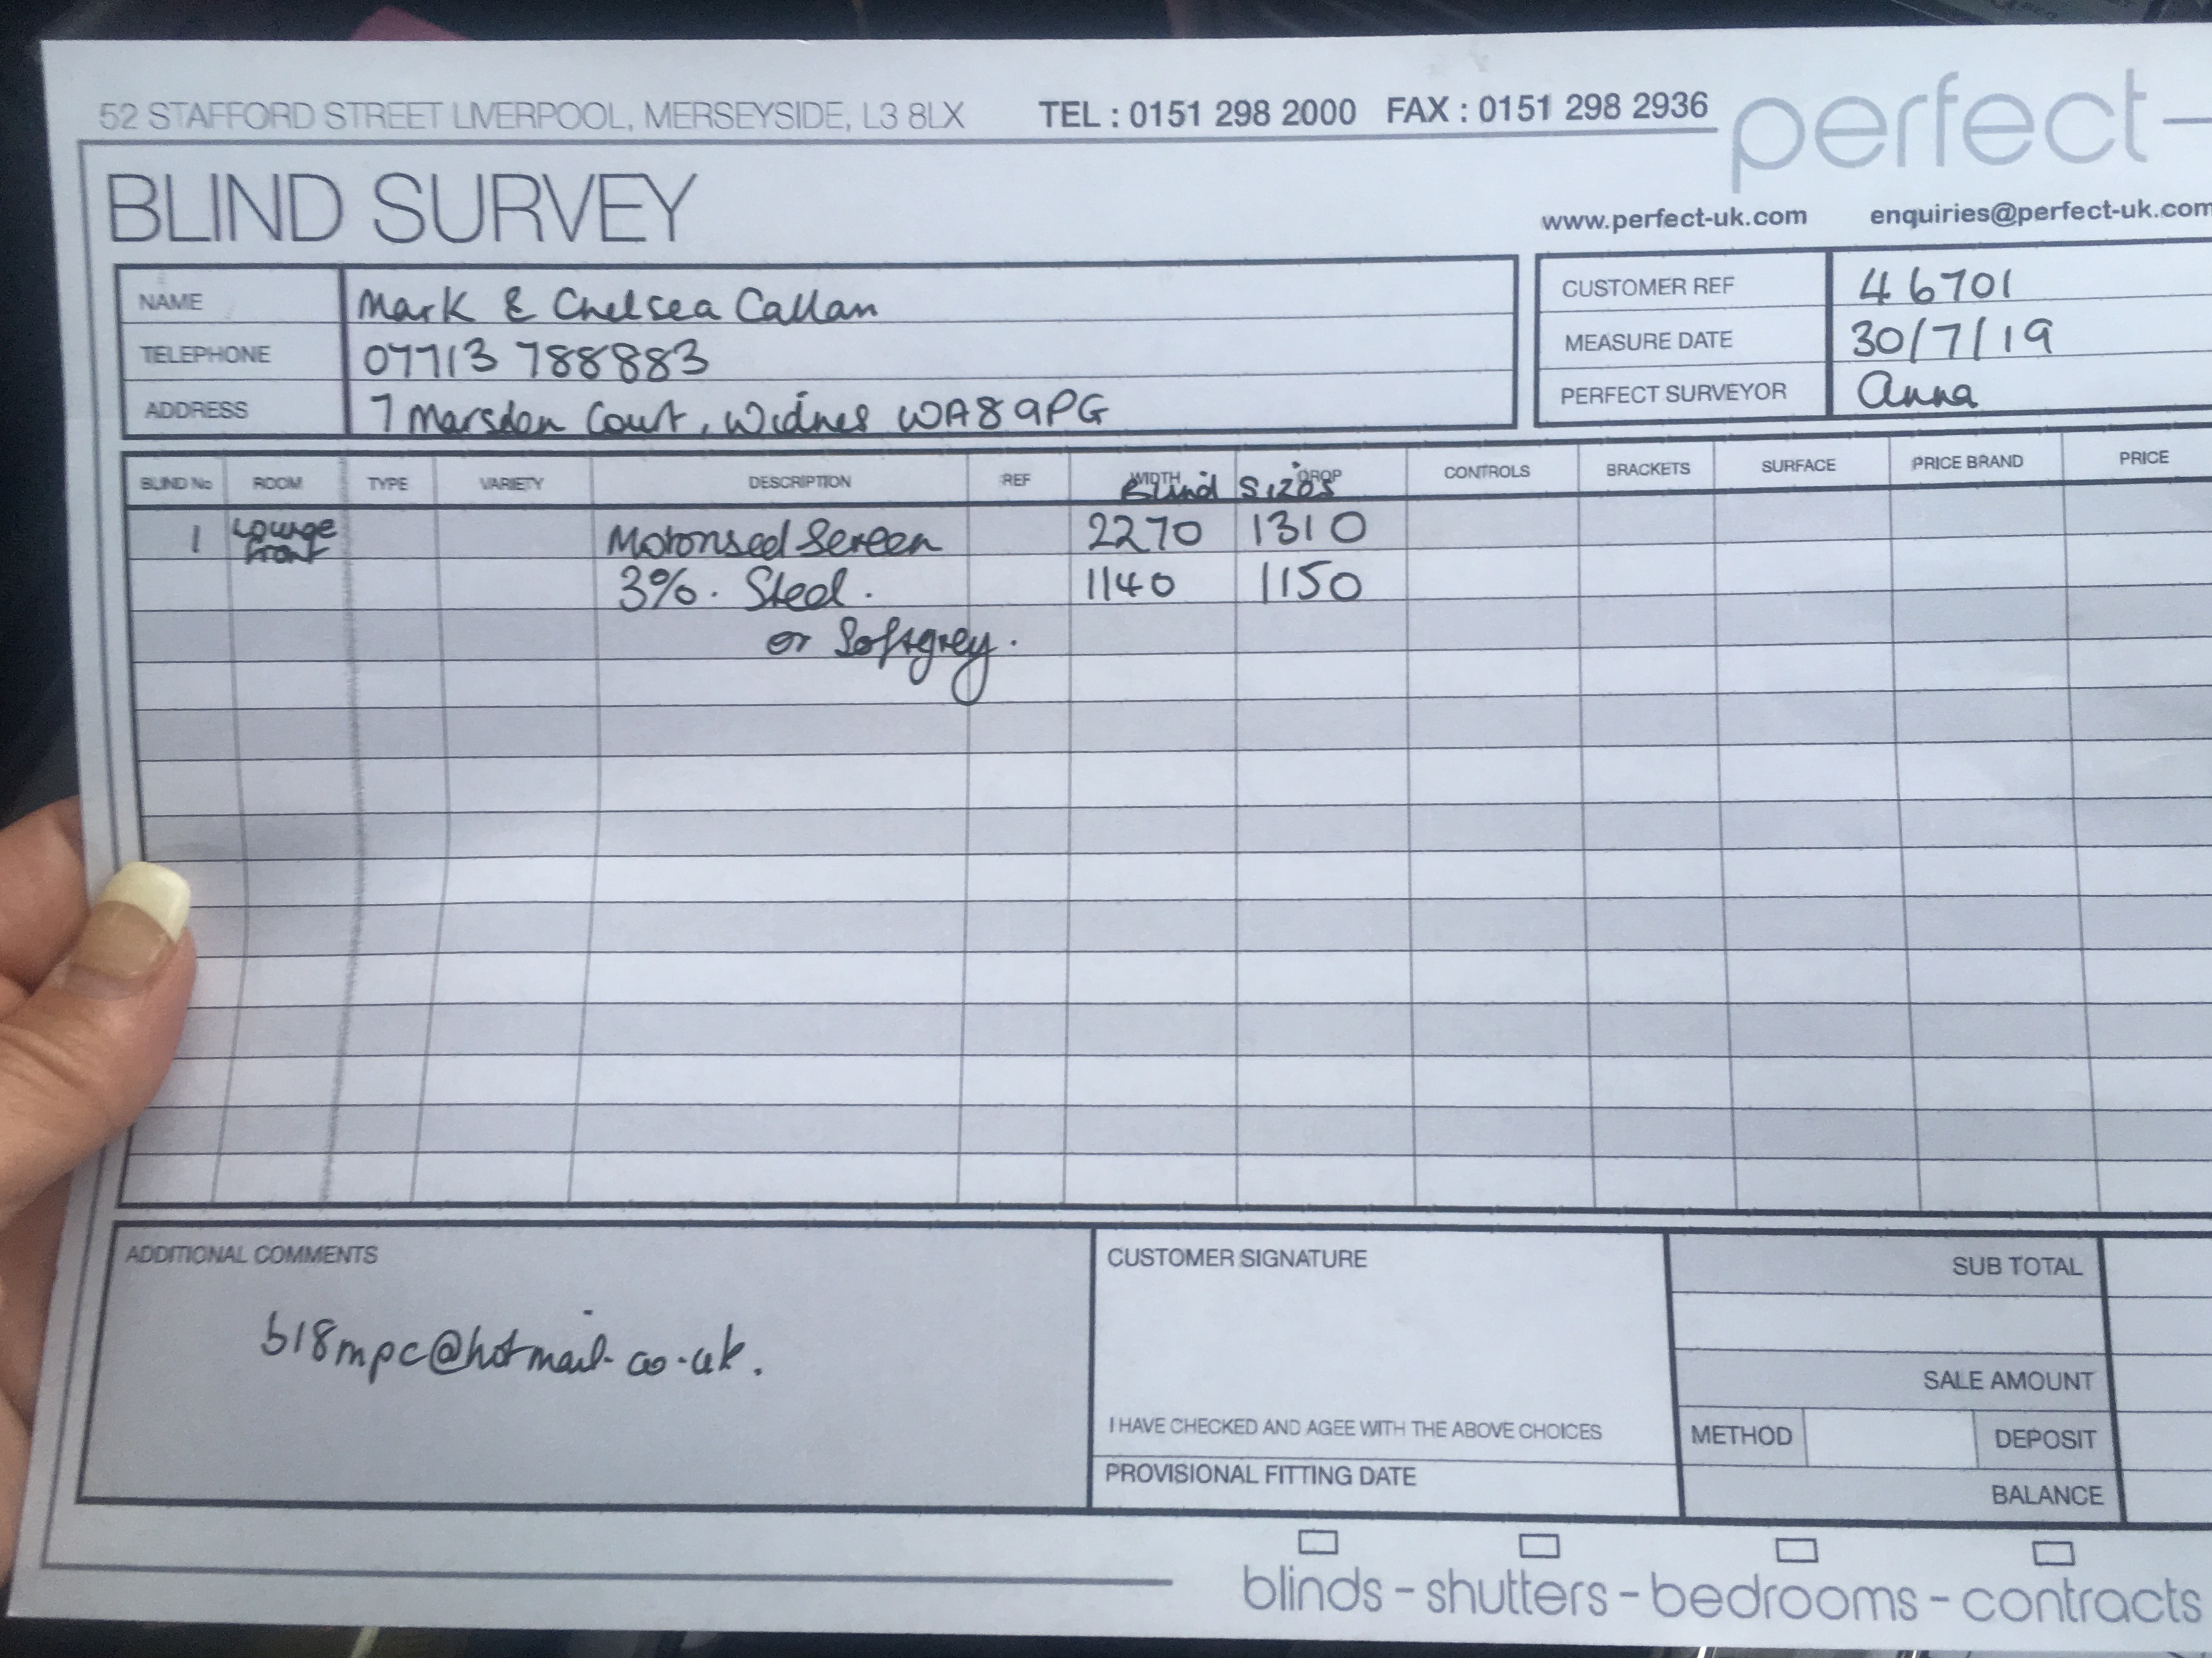 52 STAFFORD STREET LIVERPOOL, MERSEYSIDE, L3 8LX TEL : 0151 298 2000 FAX : 0151 298 2936
perfect-
BLIND SURVEY
www.perfect-uk.com enquiries@perfect-uk.com
NAME Mark & Chelsea Callan
TELEPHONE 07713 788883
ADDRESS 7 Marsden Court, Widnes WA8 9PG
CUSTOMER REF 46701
MEASURE DATE 30/7/19
PERFECT SURVEYOR Anna
BLIND No ROOM TYPE VARIETY DESCRIPTION REF WIDTH DROP CONTROLS BRACKETS SURFACE PRICE BRAND PRICE
Blind Sizes
1 Lounge front Motorised Screen 2270 1310
3%. Steel. 1140 1150
or Softgrey.
ADDITIONAL COMMENTS
b18mpc@hotmail.co.uk.
CUSTOMER SIGNATURE
I HAVE CHECKED AND AGEE WITH THE ABOVE CHOICES
PROVISIONAL FITTING DATE
SUB TOTAL
SALE AMOUNT
METHOD DEPOSIT
BALANCE
blinds - shutters - bedrooms - contracts